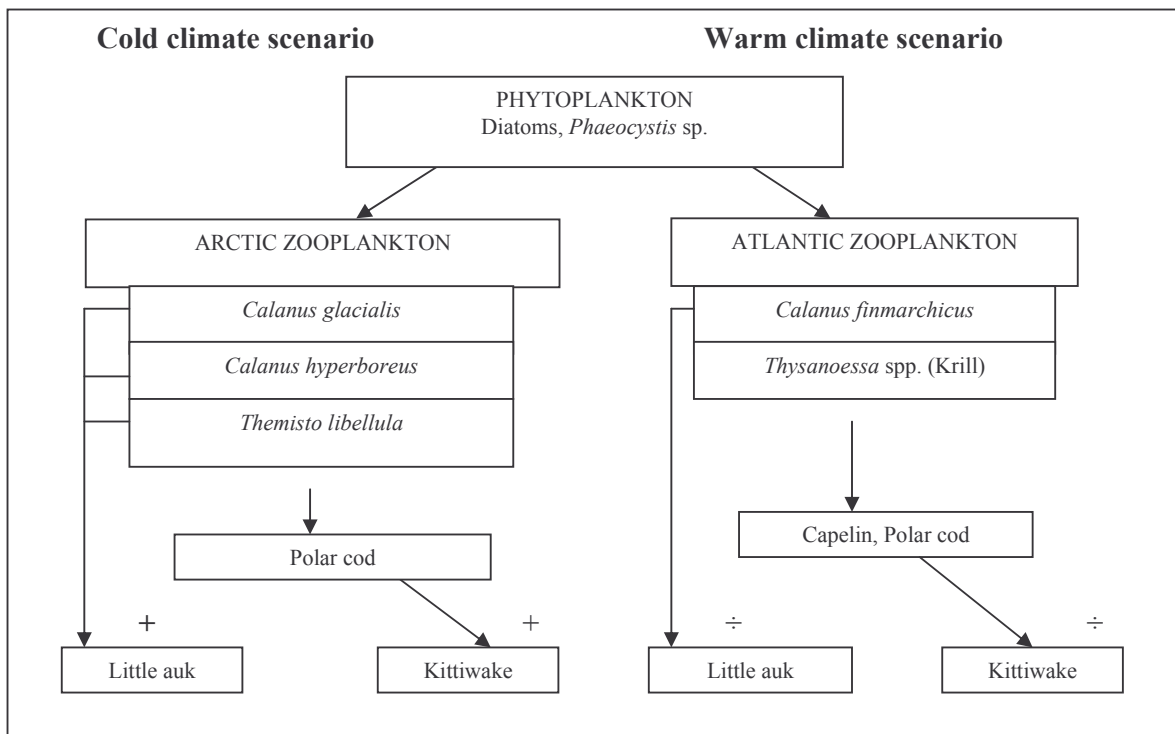 Cold climate scenario
Warm climate scenario
PHYTOPLANKTON
Diatoms, Phaeocystis sp.
ARCTIC ZOOPLANKTON
Calanus glacialis
Calanus hyperboreus
Themisto libellula
Polar cod
+
+
Little auk
Kittiwake
ATLANTIC ZOOPLANKTON
Calanus finmarchicus
Thysanoessa spp. (Krill)
Capelin, Polar cod
÷
÷
Little auk
Kittiwake